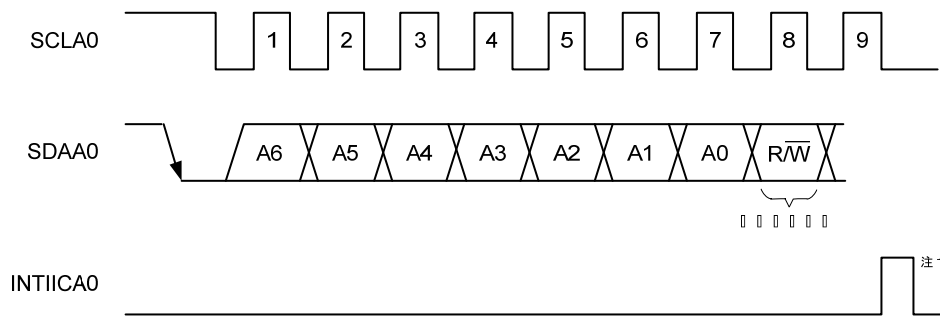 SCLA0
1 2 3 4 5 6 7 8 9
SDAA0
A6 A5 A4 A3 A2 A1 A0 R/W̅
INTIICA0
注